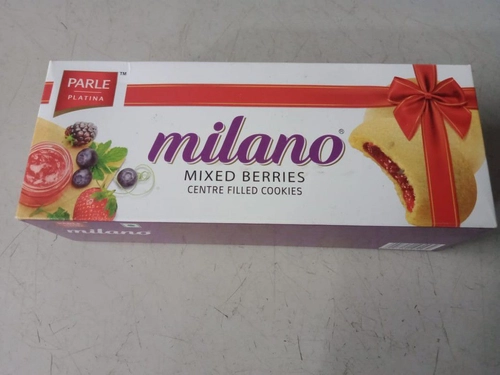 PARLE ™
PLATINA
milano®
MIXED BERRIES
CENTRE FILLED COOKIES
milano